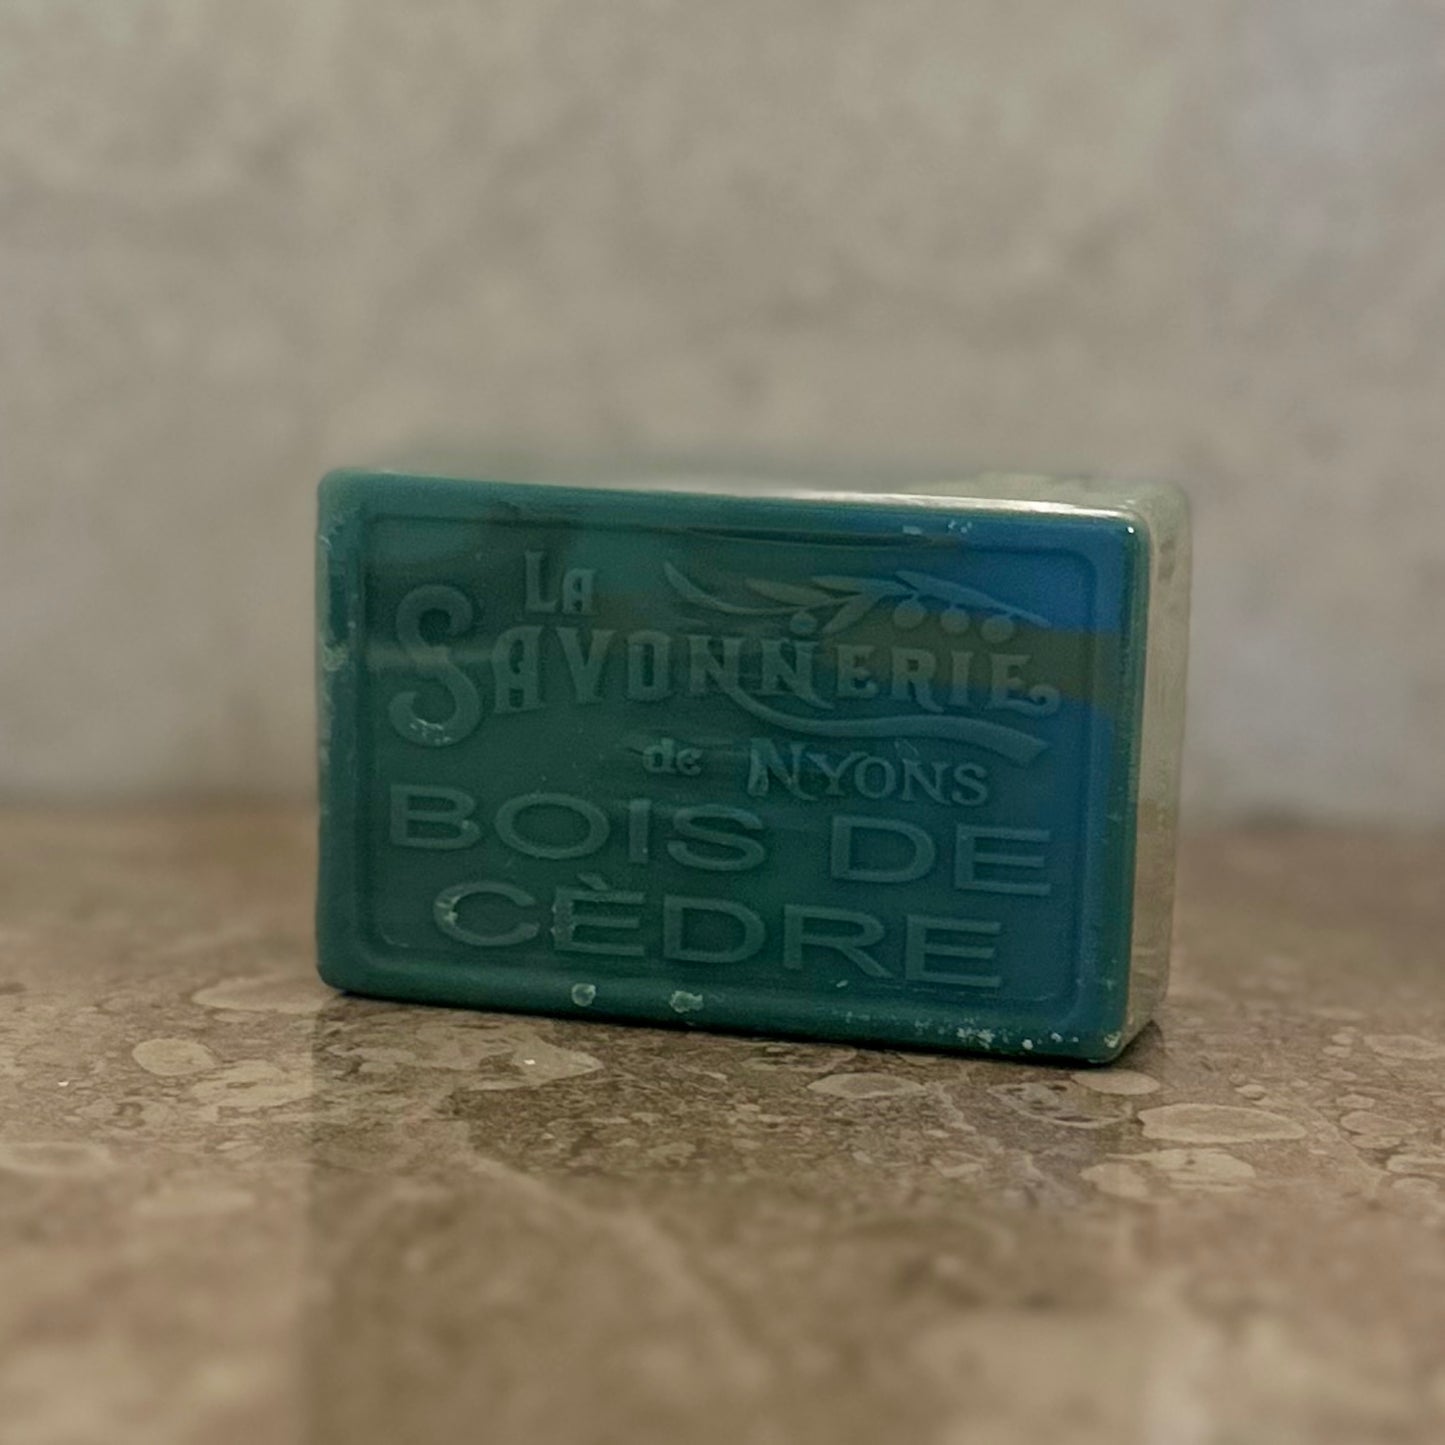 LA
SAVONNERIE
de NYONS
BOIS DE
CÈDRE